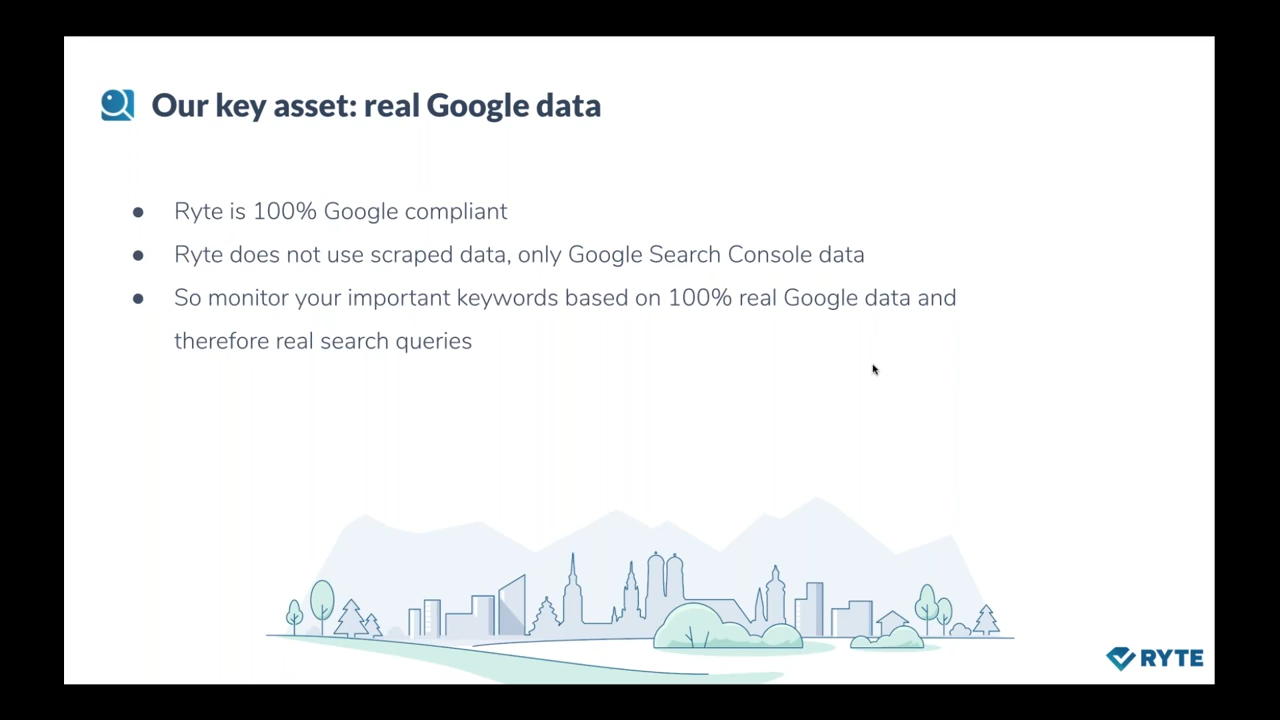 Our key asset: real Google data
● Ryte is 100% Google compliant
● Ryte does not use scraped data, only Google Search Console data
● So monitor your important keywords based on 100% real Google data and
therefore real search queries
RYTE